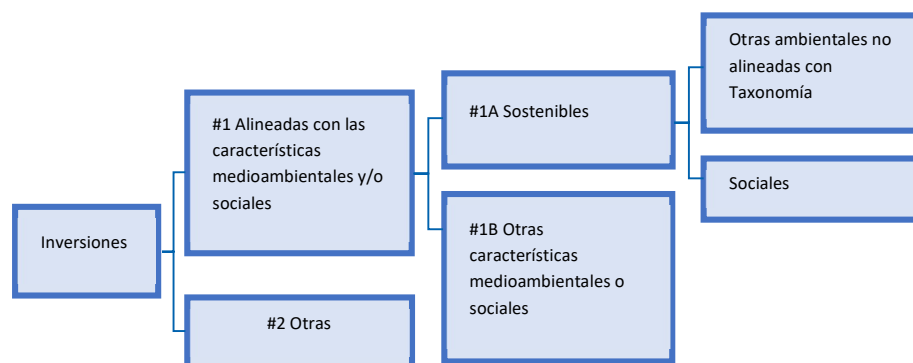 Inversiones
#1 Alineadas con las
características
medioambientales y/o
sociales
#2 Otras
#1A Sostenibles
#1B Otras
características
medioambientales o
sociales
Otras ambientales no
alineadas con
Taxonomía
Sociales